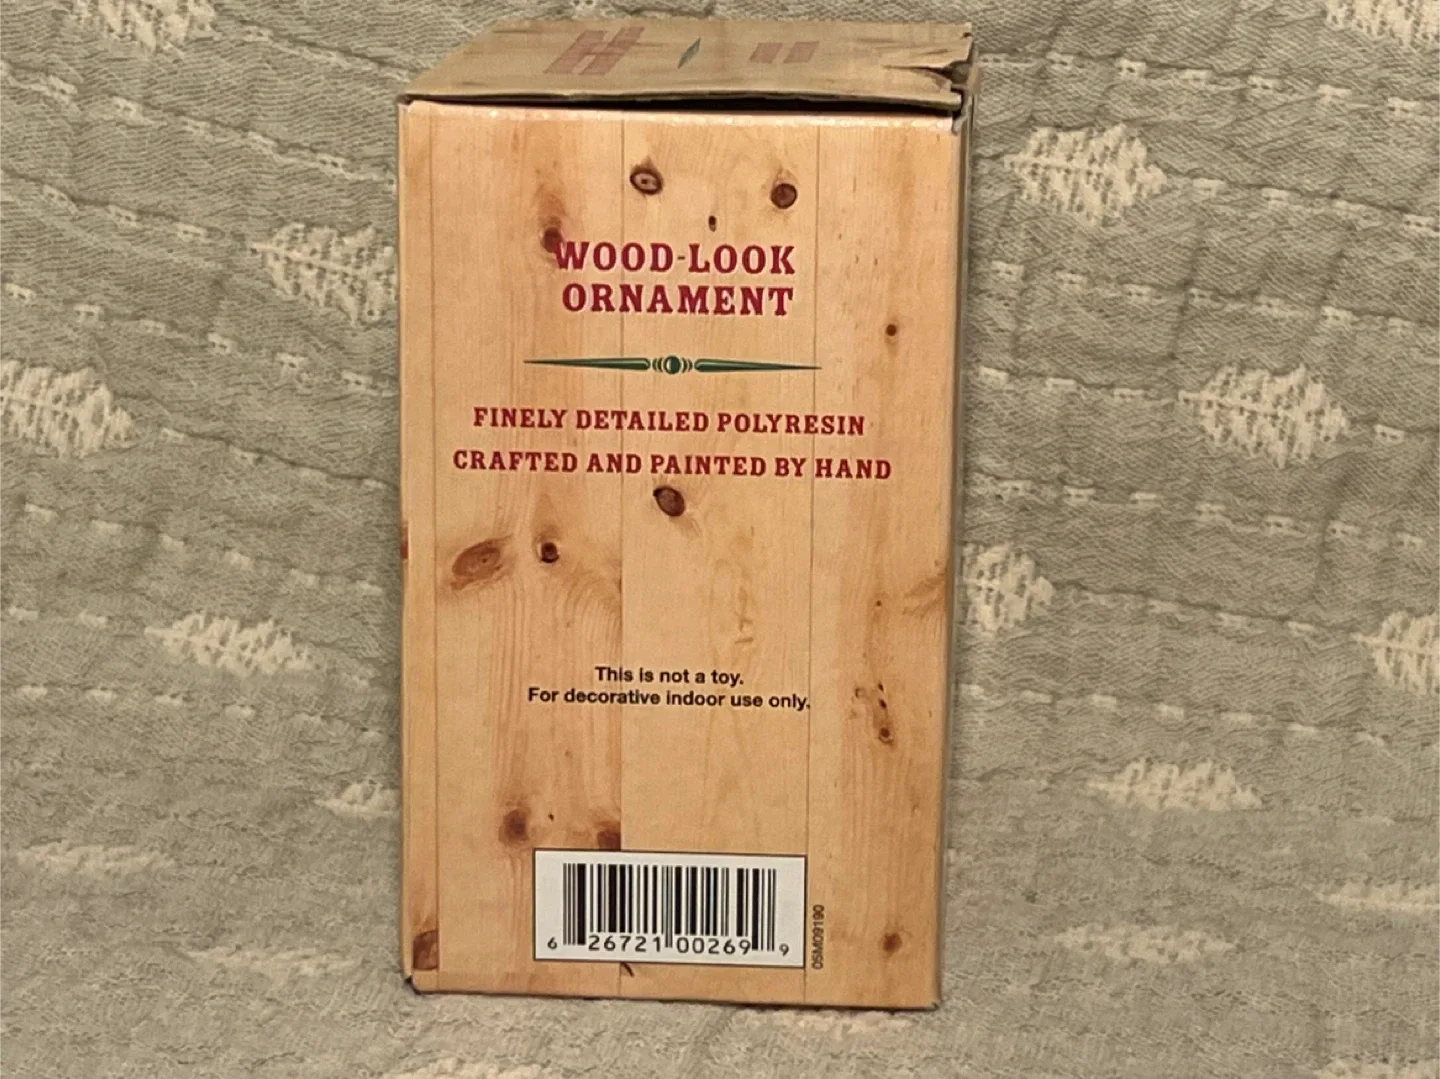 WOOD-LOOK
ORNAMENT
FINELY DETAILED POLYRESIN
CRAFTED AND PAINTED BY HAND
This is not a toy.
For decorative indoor use only.
6 26721 00269 9
05M09190